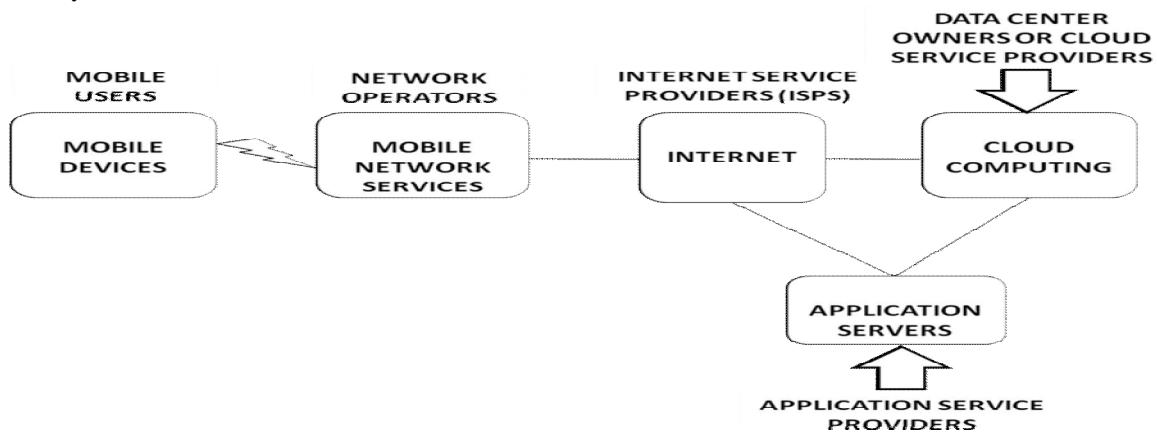 DATA CENTER
OWNERS OR CLOUD
SERVICE PROVIDERS
MOBILE
USERS
NETWORK
OPERATORS
INTERNET SERVICE
PROVIDERS (ISPS)
MOBILE
DEVICES
MOBILE
NETWORK
SERVICES
INTERNET
CLOUD
COMPUTING
APPLICATION
SERVERS
APPLICATION SERVICE
PROVIDERS